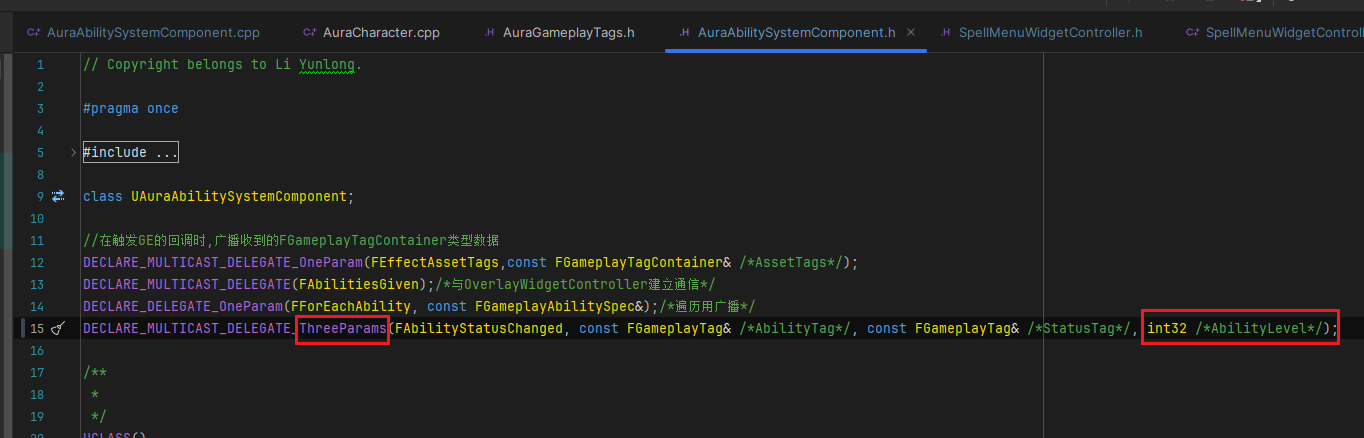 AuraAbilitySystemComponent.cpp AuraCharacter.cpp .H AuraGameplayTags.h .H AuraAbilitySystemComponent.h × .H SpellMenuWidgetController.h SpellMenuWidgetControll
1 // Copyright belongs to Li Yunlong.
2
3 #pragma once
4
5 #include ...
8
9 class UAuraAbilitySystemComponent;
10
11 //在触发GE的回调时,广播收到的FGameplayTagContainer类型数据
12 DECLARE_MULTICAST_DELEGATE_OneParam(FEffectAssetTags,const FGameplayTagContainer& /*AssetTags*/);
13 DECLARE_MULTICAST_DELEGATE(FAbilitiesGiven);/*与OverlayWidgetController建立通信*/
14 DECLARE_DELEGATE_OneParam(FForEachAbility, const FGameplayAbilitySpec&);/*遍历用广播*/
15 DECLARE_MULTICAST_DELEGATE_ThreeParams(FAbilityStatusChanged, const FGameplayTag& /*AbilityTag*/, const FGameplayTag& /*StatusTag*/, int32 /*AbilityLevel*/);
16
17 /**
18 *
19 */
20 UCLASS()